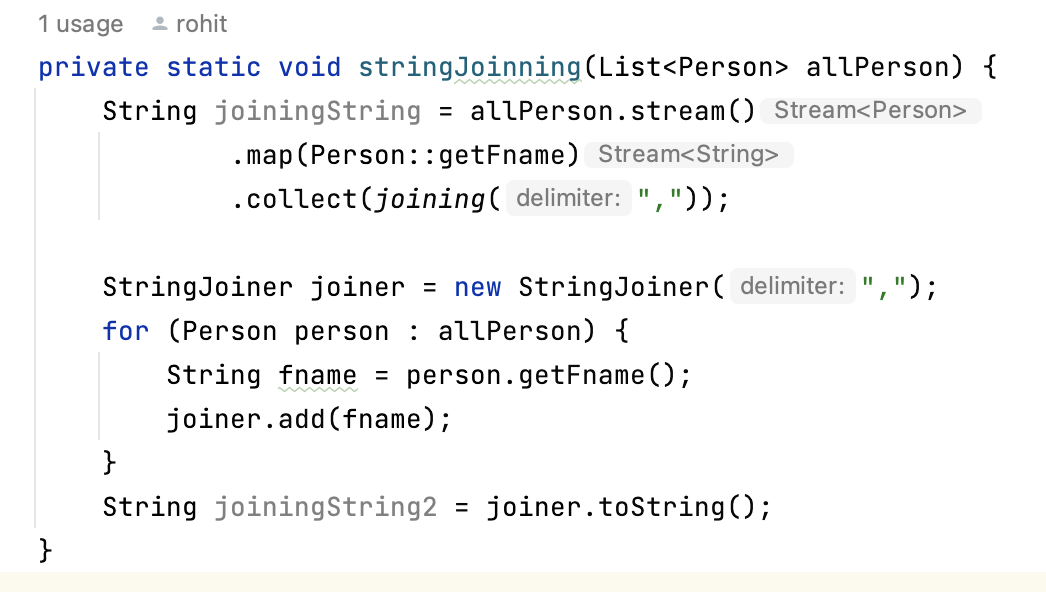 1 usage rohit
private static void stringJoinning(List<Person> allPerson) {
String joiningString = allPerson.stream() Stream<Person>
.map(Person::getFname) Stream<String>
.collect(joining( delimiter: ","));
StringJoiner joiner = new StringJoiner( delimiter: ",");
for (Person person : allPerson) {
String fname = person.getFname();
joiner.add(fname);
}
String joiningString2 = joiner.toString();
}